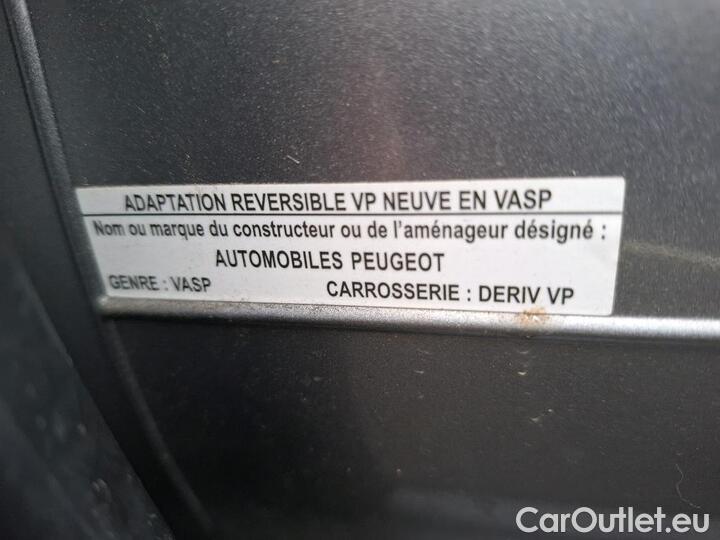 ADAPTATION REVERSIBLE VP NEUVE EN VASP
Nom ou marque du constructeur ou de l'aménageur désigné :
AUTOMOBILES PEUGEOT
GENRE : VASP CARROSSERIE : DERIV VP
CarOutlet.eu